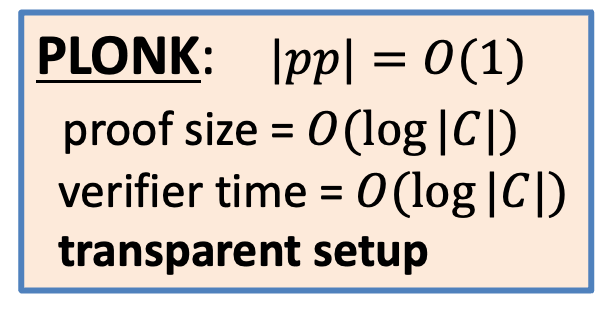 PLONK: |pp| = O(1)
proof size = O(log |C|)
verifier time = O(log |C|)
transparent setup